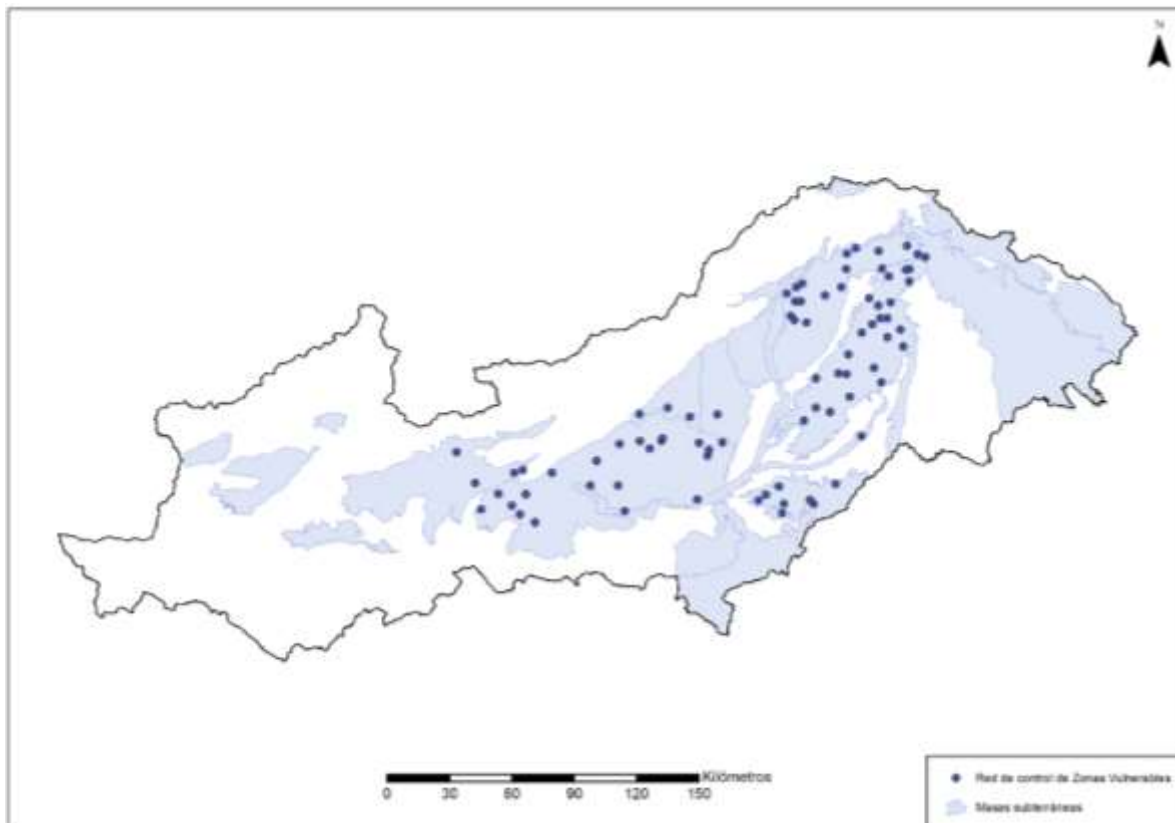 N
Kilómetros
0 30 60 90 120 150
Red de control de Zonas Vulnerables
Masas subterráneas